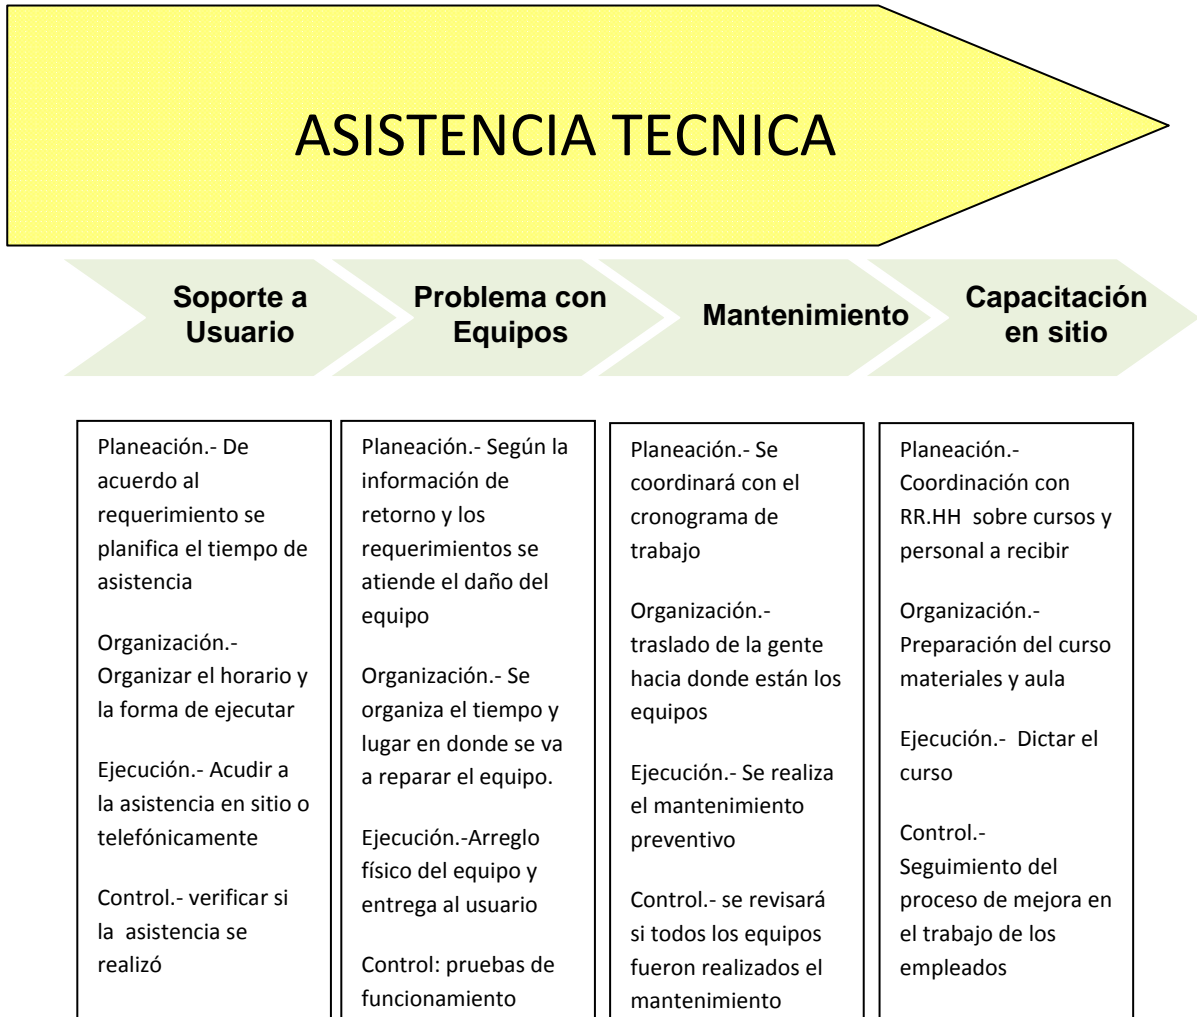 ASISTENCIA TECNICA
Soporte a
Usuario
Problema con
Equipos
Mantenimiento
Capacitación
en sitio
Planeación.- De
acuerdo al
requerimiento se
planifica el tiempo de
asistencia
Organización.-
Organizar el horario y
la forma de ejecutar
Ejecución.- Acudir a
la asistencia en sitio o
telefónicamente
Control.- verificar si
la asistencia se
realizó
Planeación.- Según la
información de
retorno y los
requerimientos se
atiende el daño del
equipo
Organización.- Se
organiza el tiempo y
lugar en donde se va
a reparar el equipo.
Ejecución.-Arreglo
físico del equipo y
entrega al usuario
Control: pruebas de
funcionamiento
Planeación.- Se
coordinará con el
cronograma de
trabajo
Organización.-
traslado de la gente
hacia donde están los
equipos
Ejecución.- Se realiza
el mantenimiento
preventivo
Control.- se revisará
si todos los equipos
fueron realizados el
mantenimiento
Planeación.-
Coordinación con
RR.HH sobre cursos y
personal a recibir
Organización.-
Preparación del curso
materiales y aula
Ejecución.- Dictar el
curso
Control.-
Seguimiento del
proceso de mejora en
el trabajo de los
empleados